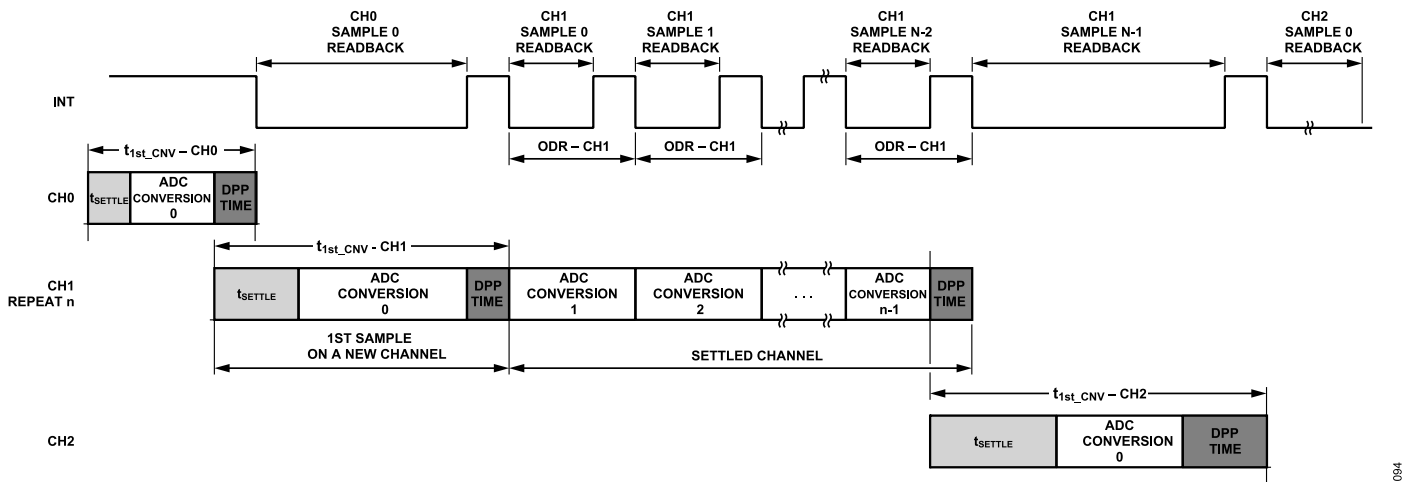 CH0
SAMPLE 0
READBACK
CH1
SAMPLE 0
READBACK
CH1
SAMPLE 1
READBACK
CH1
SAMPLE N-2
READBACK
CH1
SAMPLE N-1
READBACK
CH2
SAMPLE 0
READBACK
INT
ODR – CH1
ODR – CH1
ODR – CH1
t1st_CNV – CH0
CH0
tSETTLE
ADC
CONVERSION
0
DPP
TIME
t1st_CNV - CH1
CH1
REPEAT n
tSETTLE
ADC
CONVERSION
0
DPP
TIME
ADC
CONVERSION
1
ADC
CONVERSION
2
. . .
ADC
CONVERSION
n-1
DPP
TIME
1ST SAMPLE
ON A NEW CHANNEL
SETTLED CHANNEL
t1st_CNV – CH2
CH2
tSETTLE
ADC
CONVERSION
0
DPP
TIME
094